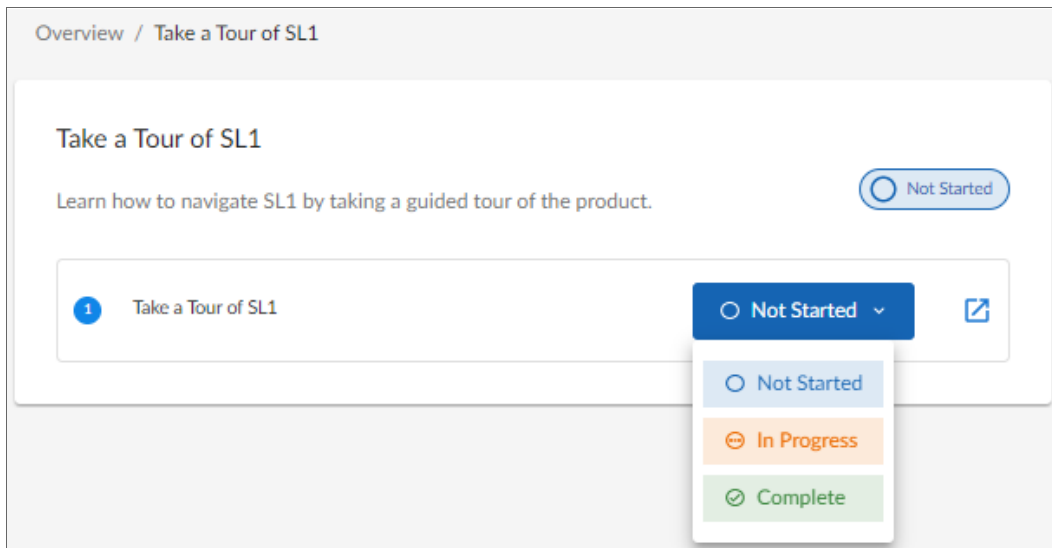 Overview / Take a Tour of SL1
Take a Tour of SL1
Learn how to navigate SL1 by taking a guided tour of the product.
Not Started
1
Take a Tour of SL1
Not Started
Not Started
In Progress
Complete